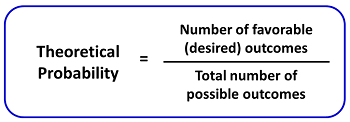 Theoretical
Probability
=
Number of favorable
(desired) outcomes
Total number of
possible outcomes